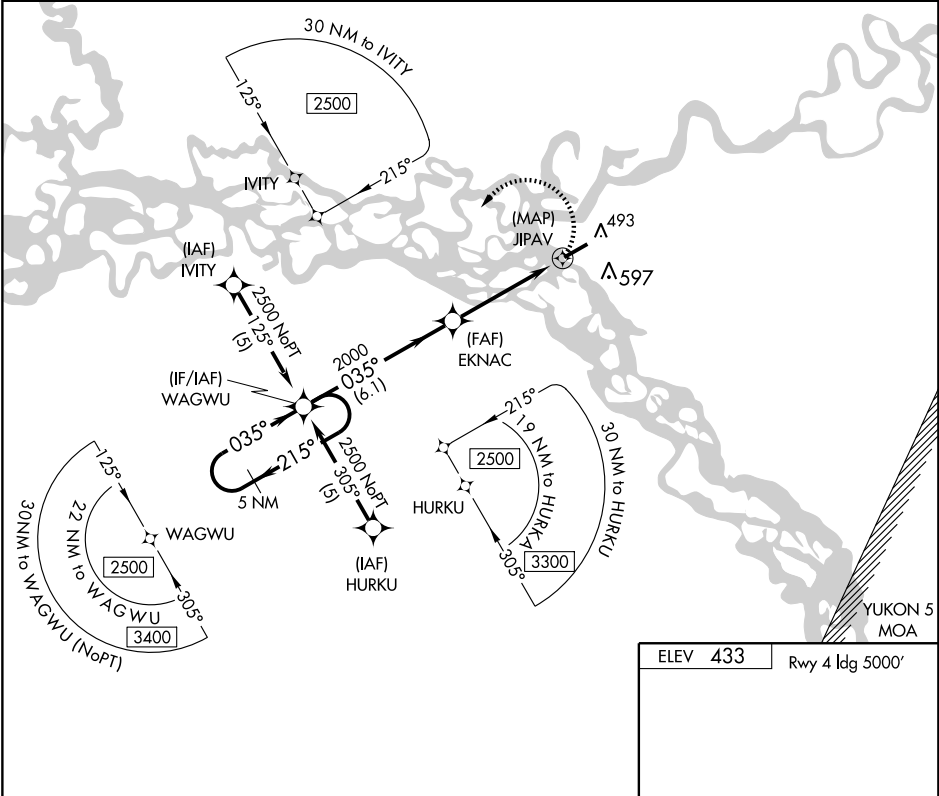 30 NM to IVITY
125°
2500
215°
IVITY
(IAF)
IVITY
2500 NoPT
125°
(5)
(MAP)
JIPAV
493
597
(FAF)
EKNAC
2000
035°
(6.1)
(IF/IAF)
WAGWU
035°
215°
5 NM
2500 NoPT
305°
(5)
(IAF)
HURKU
215°
2500
19 NM to HURKA
30 NM to HURKU
HURKU
305°
3300
125°
WAGWU
22 NM to WAGWU
2500
305°
30NM to WAGWU (NoPT)
3400
YUKON 5
MOA
ELEV 433
Rwy 4 ldg 5000'